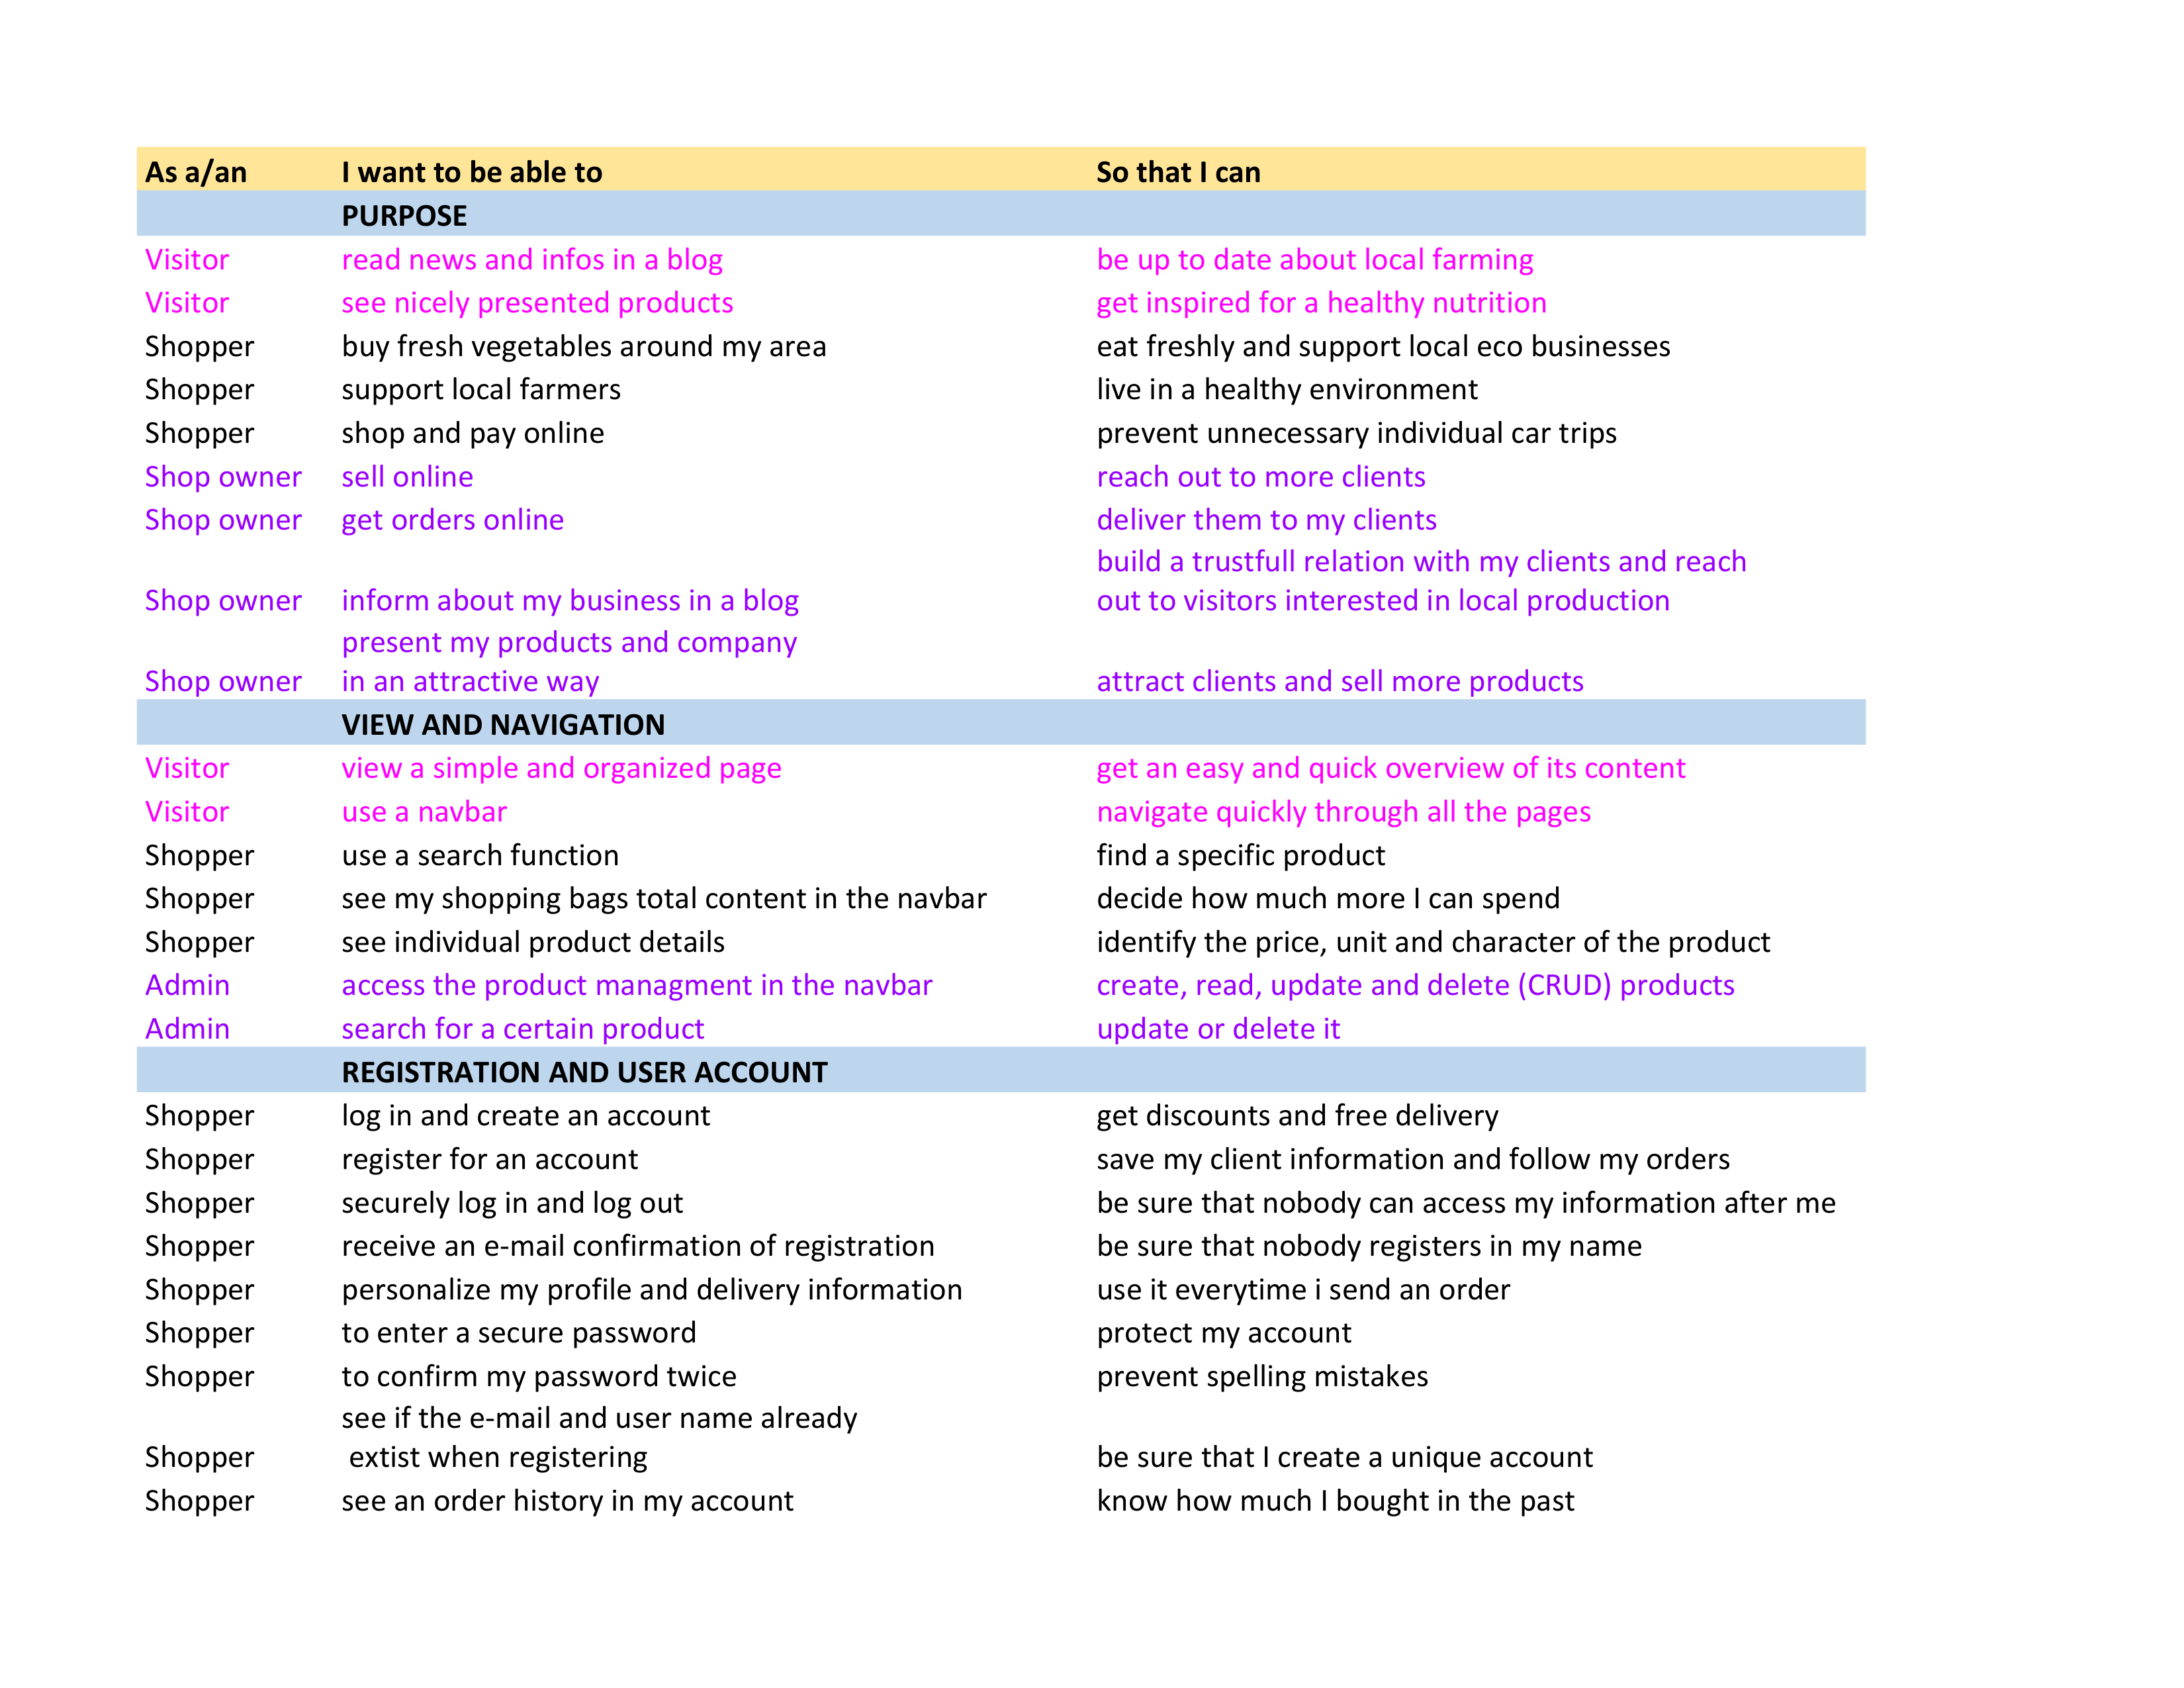 As a/an I want to be able to So that I can
PURPOSE
Visitor read news and infos in a blog be up to date about local farming
Visitor see nicely presented products get inspired for a healthy nutrition
Shopper buy fresh vegetables around my area eat freshly and support local eco businesses
Shopper support local farmers live in a healthy environment
Shopper shop and pay online prevent unnecessary individual car trips
Shop owner sell online reach out to more clients
Shop owner get orders online deliver them to my clients
build a trustfull relation with my clients and reach
Shop owner inform about my business in a blog out to visitors interested in local production
present my products and company
Shop owner in an attractive way attract clients and sell more products
VIEW AND NAVIGATION
Visitor view a simple and organized page get an easy and quick overview of its content
Visitor use a navbar navigate quickly through all the pages
Shopper use a search function find a specific product
Shopper see my shopping bags total content in the navbar decide how much more I can spend
Shopper see individual product details identify the price, unit and character of the product
Admin access the product managment in the navbar create, read, update and delete (CRUD) products
Admin search for a certain product update or delete it
REGISTRATION AND USER ACCOUNT
Shopper log in and create an account get discounts and free delivery
Shopper register for an account save my client information and follow my orders
Shopper securely log in and log out be sure that nobody can access my information after me
Shopper receive an e-mail confirmation of registration be sure that nobody registers in my name
Shopper personalize my profile and delivery information use it everytime i send an order
Shopper to enter a secure password protect my account
Shopper to confirm my password twice prevent spelling mistakes
see if the e-mail and user name already
Shopper extist when registering be sure that I create a unique account
Shopper see an order history in my account know how much I bought in the past